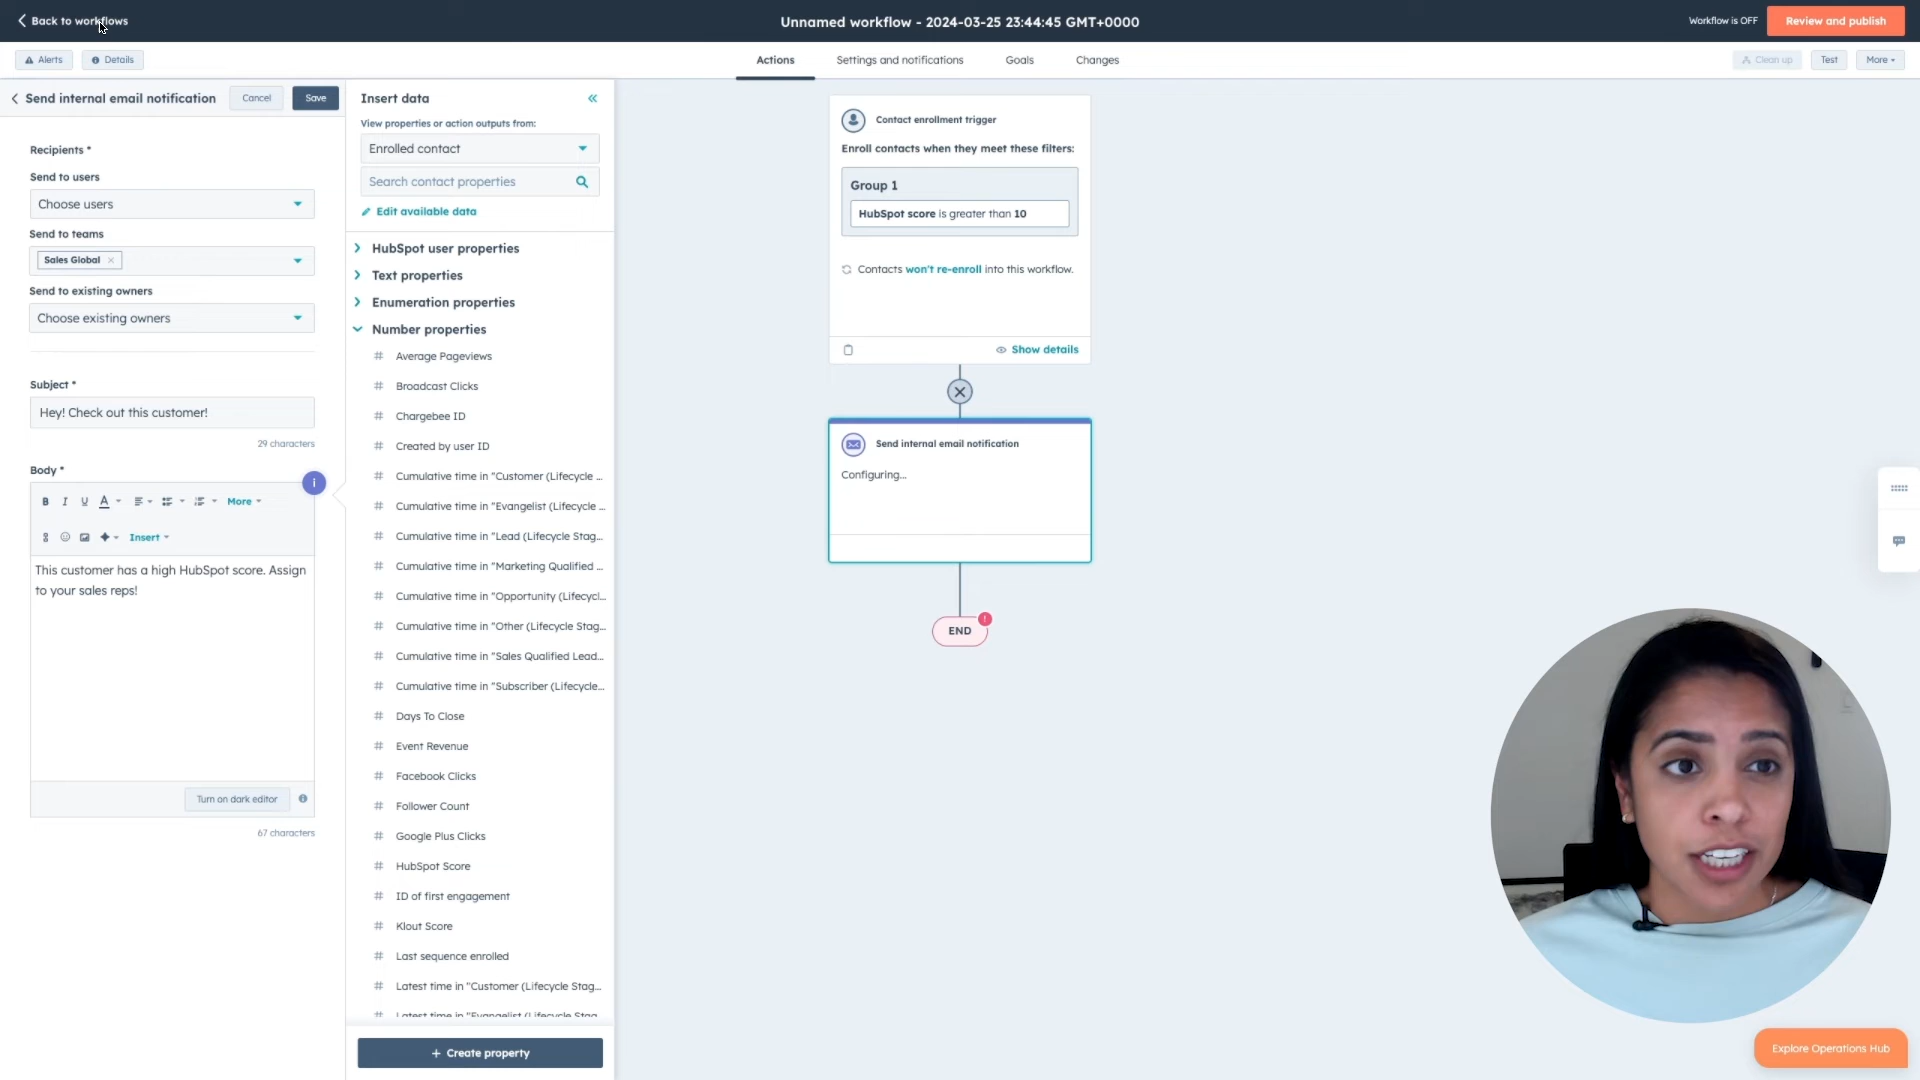 Back to workflows
Unnamed workflow - 2024-03-25 23:44:45 GMT+0000
Workflow is OFF
Review and publish
Alerts
Details
Actions
Settings and notifications
Goals
Changes
Clean up
Test
More
Send internal email notification
Cancel
Save
Recipients *
Send to users
Choose users
Send to teams
Sales Global
Send to existing owners
Choose existing owners
Subject *
Hey! Check out this customer!
29 characters
Body *
B I U A
More
Insert
This customer has a high HubSpot score. Assign
to your sales reps!
Turn on dark editor
67 characters
Insert data
View properties or action outputs from:
Enrolled contact
Search contact properties
Edit available data
HubSpot user properties
Text properties
Enumeration properties
Number properties
# Average Pageviews
# Broadcast Clicks
# Chargebee ID
# Created by user ID
# Cumulative time in "Customer (Lifecycle ...
# Cumulative time in "Evangelist (Lifecycle ...
# Cumulative time in "Lead (Lifecycle Stag...
# Cumulative time in "Marketing Qualified ...
# Cumulative time in "Opportunity (Lifecycl...
# Cumulative time in "Other (Lifecycle Stag...
# Cumulative time in "Sales Qualified Lead...
# Cumulative time in "Subscriber (Lifecycle...
# Days To Close
# Event Revenue
# Facebook Clicks
# Follower Count
# Google Plus Clicks
# HubSpot Score
# ID of first engagement
# Klout Score
# Last sequence enrolled
# Latest time in "Customer (Lifecycle Stag...
Latest time in "Evangelist (Lifecycle Stag
+ Create property
Contact enrollment trigger
Enroll contacts when they meet these filters:
Group 1
HubSpot score is greater than 10
Contacts won't re-enroll into this workflow.
Show details
Send internal email notification
Configuring...
END
Explore Operations Hub